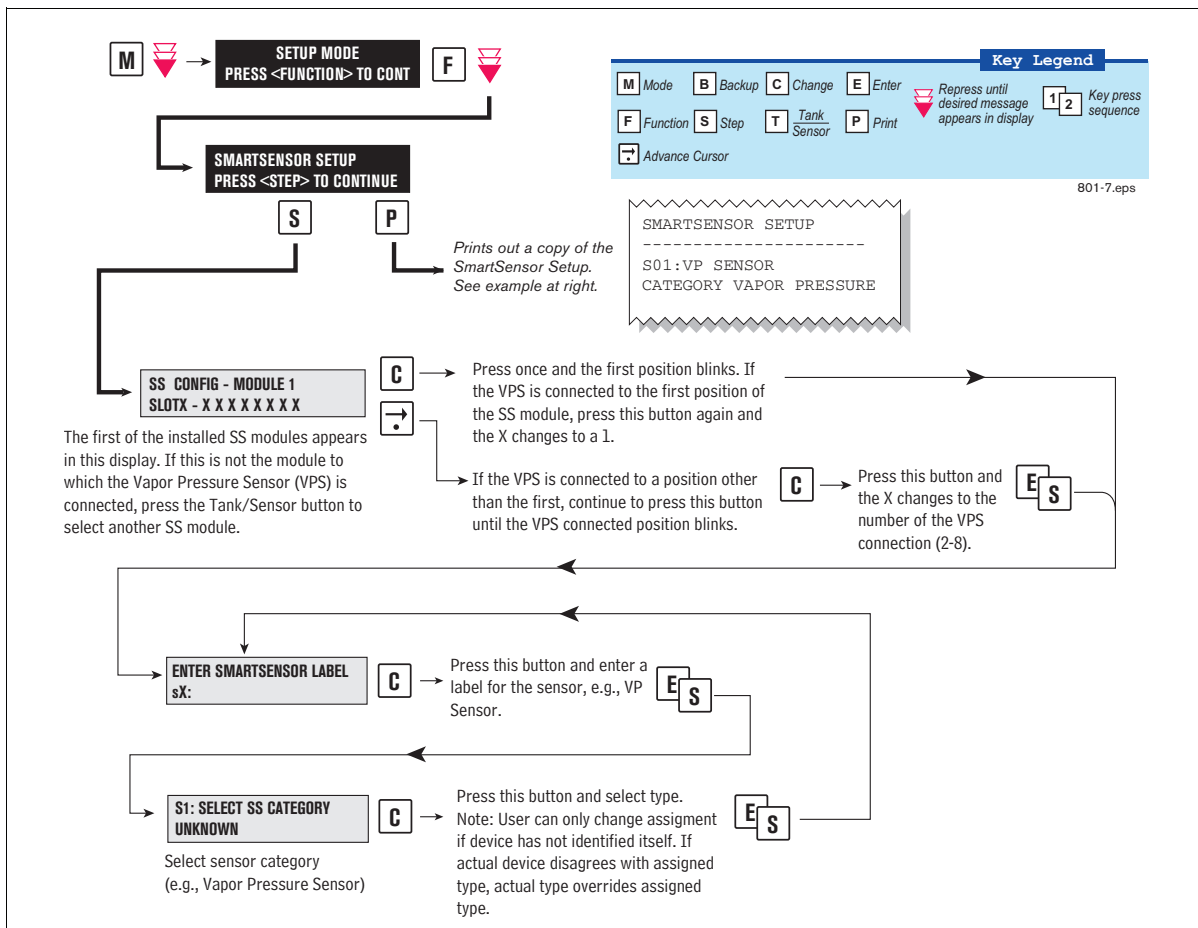 M
SETUP MODE
PRESS <FUNCTION> TO CONT
F
Key Legend
M Mode
B Backup
C Change
E Enter
Repress until
desired message
appears in display
1 2
Key press
sequence
F Function
S Step
T Tank
Sensor
P Print
Advance Cursor
801-7.eps
SMARTSENSOR SETUP
PRESS <STEP> TO CONTINUE
S
P
Prints out a copy of the
SmartSensor Setup.
See example at right.
SMARTSENSOR SETUP
----------------------
S01:VP SENSOR
CATEGORY VAPOR PRESSURE
SS CONFIG - MODULE 1
SLOTX - X X X X X X X X
The first of the installed SS modules appears
in this display. If this is not the module to
which the Vapor Pressure Sensor (VPS) is
connected, press the Tank/Sensor button to
select another SS module.
C
Press once and the first position blinks. If
the VPS is connected to the first position of
the SS module, press this button again and
the X changes to a 1.
If the VPS is connected to a position other
than the first, continue to press this button
until the VPS connected position blinks.
C
Press this button and
the X changes to the
number of the VPS
connection (2-8).
E
S
ENTER SMARTSENSOR LABEL
sX:
C
Press this button and enter a
label for the sensor, e.g., VP
Sensor.
E
S
S1: SELECT SS CATEGORY
UNKNOWN
Select sensor category
(e.g., Vapor Pressure Sensor)
C
Press this button and select type.
Note: User can only change assigment
if device has not identified itself. If
actual device disagrees with assigned
type, actual type overrides assigned
type.
E
S